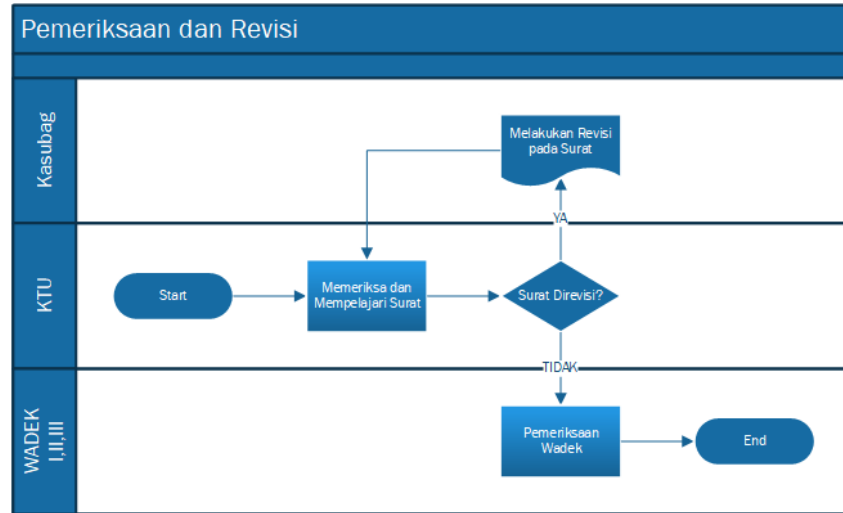 Pemeriksaan dan Revisi
Kasubag
Melakukan Revisi
pada Surat
YA
KTU
Start
Memeriksa dan
Mempelajari Surat
Surat Direvisi?
TIDAK
WADEK
I,II,III
Pemeriksaan
Wadek
End